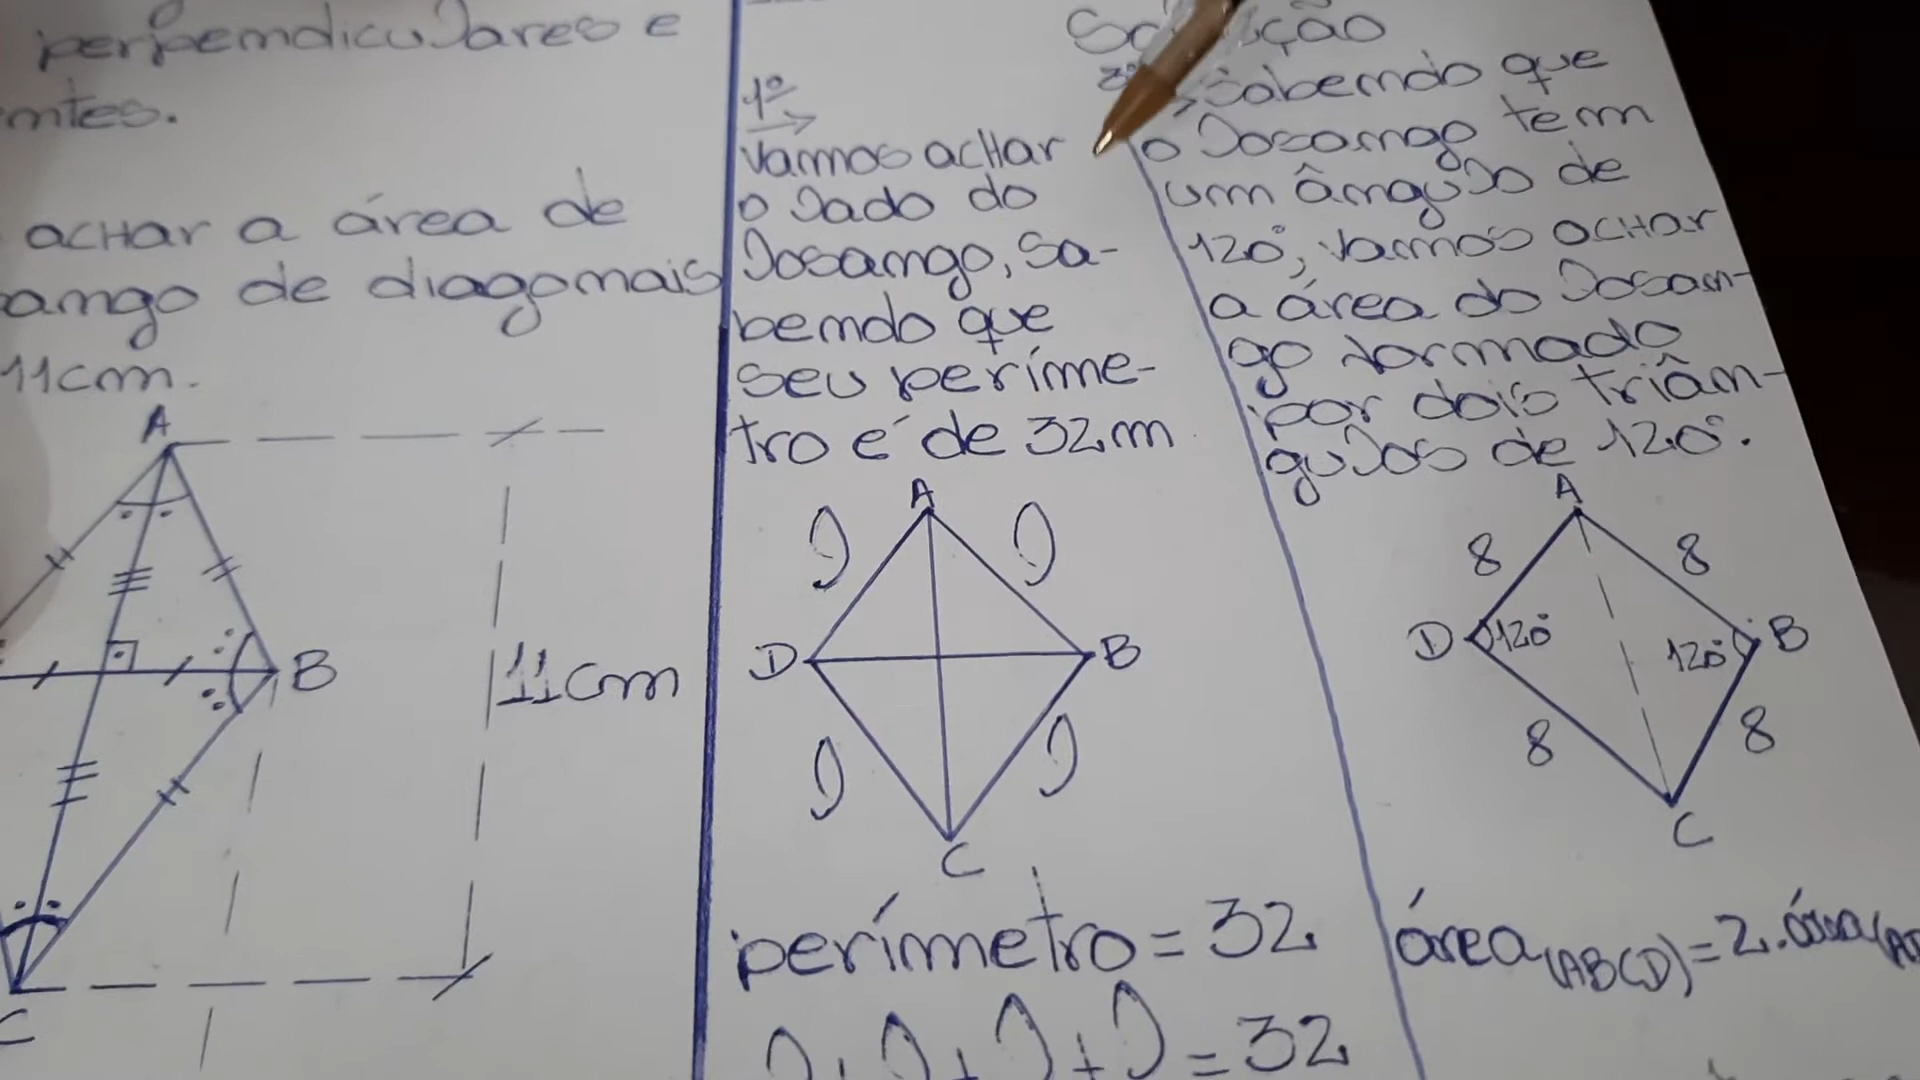 perpendiculares e
ntes.
achar a área de
ango de diagonais
11cm.
A
B
11cm
C
1º
Vamos achar
o lado do
losango, sa-
bendo que
seu períme-
tro é de 32m
A
l l
D B
l l
C
perímetro = 32
l + l + l + l = 32
Solução
2º
Sabendo que
o losango tem
um ângulo de
120°, vamos achar
a área do losan-
go formado
por dois triân-
gulos de 120°.
A
8 8
D 120° 120° B
8 8
C
área(ABCD) = 2. área(A